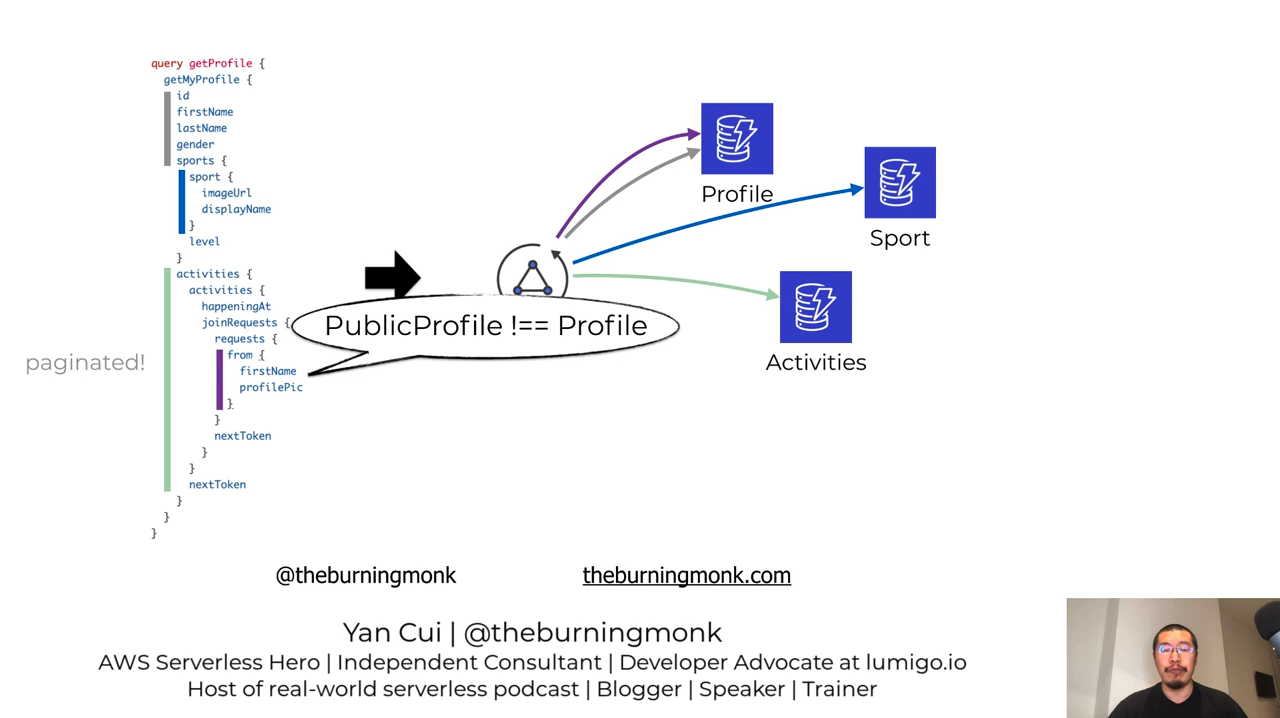 query getProfile {
getMyProfile {
id
firstName
lastName
gender
sports {
sport {
imageUrl
displayName
}
level
}
activities {
activities {
happeningAt
joinRequests {
requests {
from {
firstName
profilePic
}
}
nextToken
}
}
nextToken
}
}
}
paginated!
PublicProfile !== Profile
Profile
Sport
Activities
@theburningmonk theburningmonk.com
Yan Cui | @theburningmonk
AWS Serverless Hero | Independent Consultant | Developer Advocate at lumigo.io
Host of real-world serverless podcast | Blogger | Speaker | Trainer